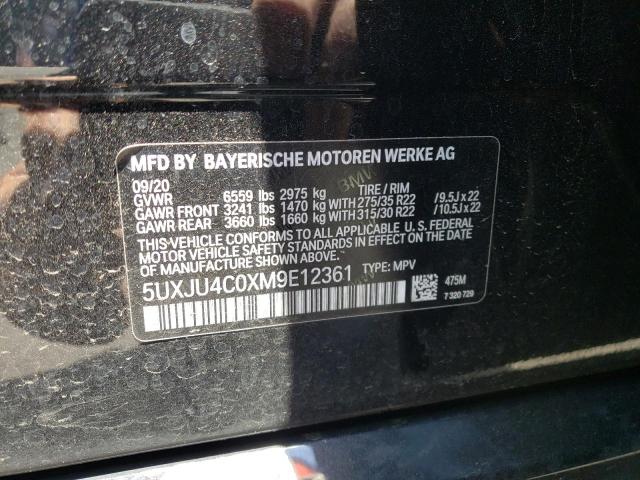 MFD BY BAYERISCHE MOTOREN WERKE AG
09/20
GVWR 6559 lbs 2975 kg TIRE / RIM
GAWR FRONT 3241 lbs 1470 kg WITH 275/35 R22 /9.5J x 22
GAWR REAR 3660 lbs 1660 kg WITH 315/30 R22 /10.5J x 22
THIS VEHICLE CONFORMS TO ALL APPLICABLE U.S. FEDERAL
MOTOR VEHICLE SAFETY STANDARDS IN EFFECT ON THE DATE
OF MANUFACTURE SHOWN ABOVE.
5UXJU4C0XM9E12361 TYPE: MPV
475M
7 320 729
BMW